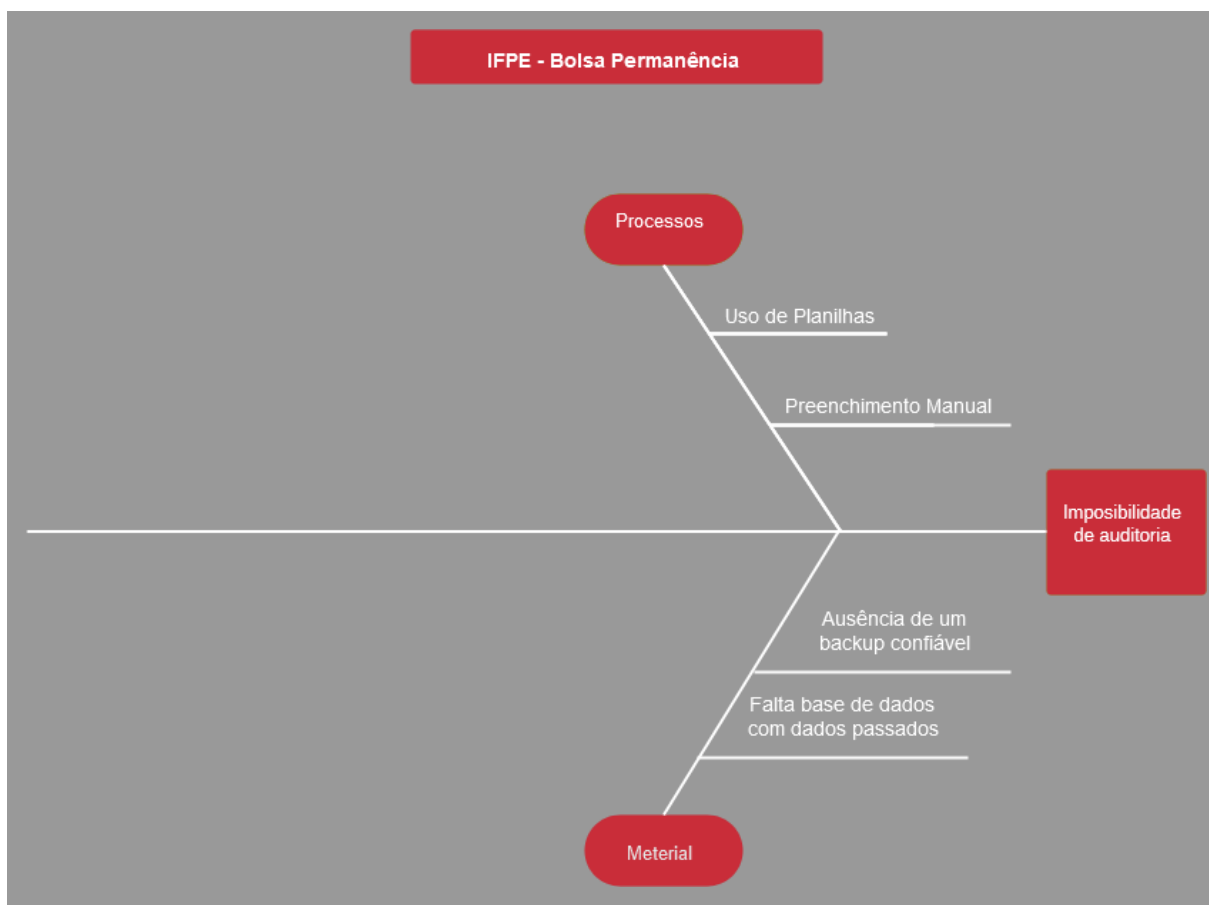 IFPE - Bolsa Permanência
Processos
Uso de Planilhas
Preenchimento Manual
Imposibilidade
de auditoria
Ausência de um
backup confiável
Falta base de dados
com dados passados
Meterial